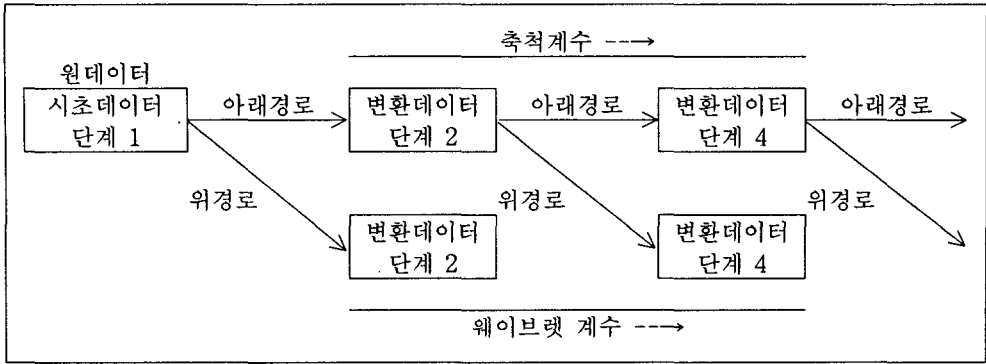 축척계수 --→
원데이터
시초데이터
단계 1
아래경로
변환데이터
단계 2
아래경로
변환데이터
단계 4
아래경로
위경로
변환데이터
단계 2
위경로
변환데이터
단계 4
위경로
웨이브렛 계수 --→